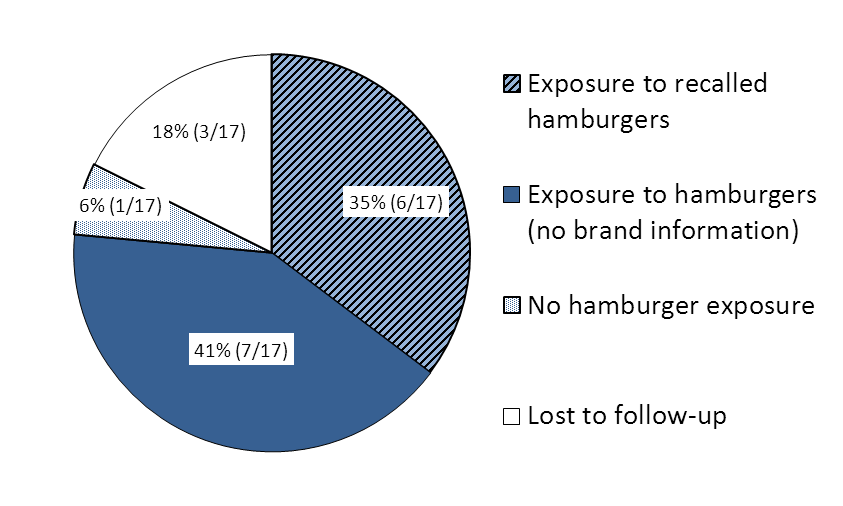 18% (3/17)
6% (1/17)
35% (6/17)
41% (7/17)
Exposure to recalled
hamburgers
Exposure to hamburgers
(no brand information)
No hamburger exposure
Lost to follow-up